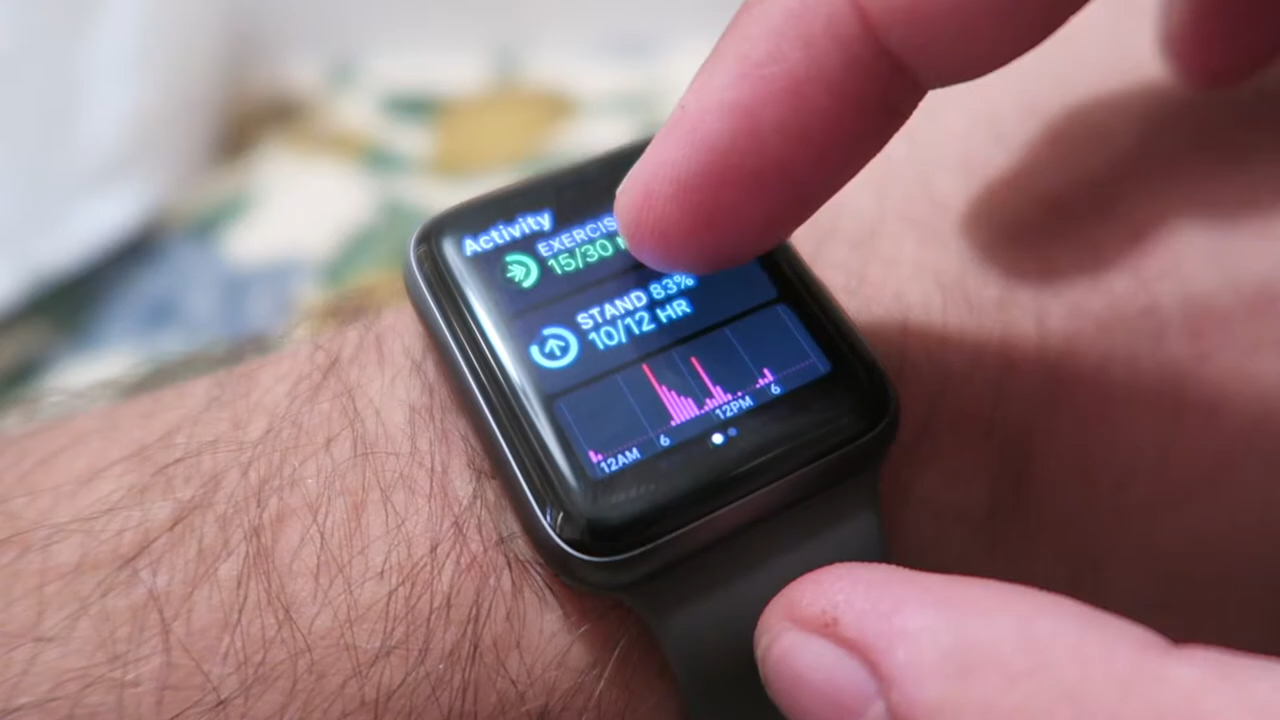 Activity
EXERCIS
15/30
STAND 83%
10/12 HR
12AM 6 12PM 6